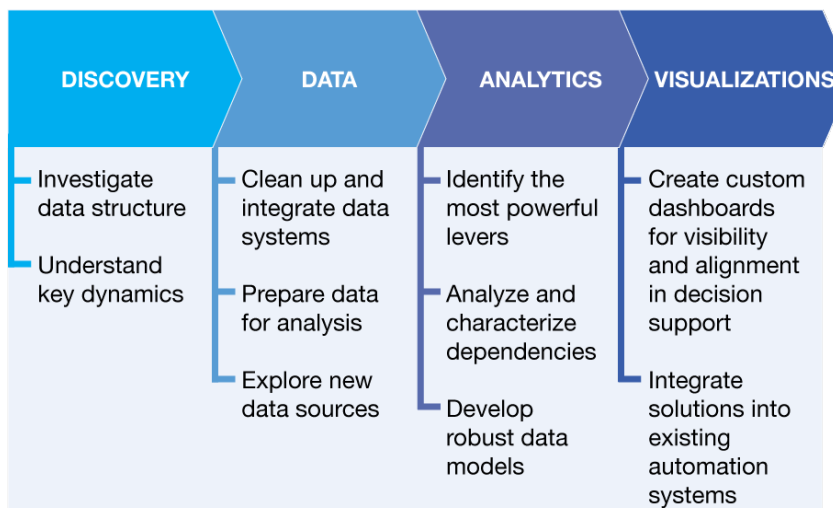 DISCOVERY
Investigate
data structure
Understand
key dynamics
DATA
Clean up and
integrate data
systems
Prepare data
for analysis
Explore new
data sources
ANALYTICS
Identify the
most powerful
levers
Analyze and
characterize
dependencies
Develop
robust data
models
VISUALIZATIONS
Create custom
dashboards
for visibility
and alignment
in decision
support
Integrate
solutions into
existing
automation
systems